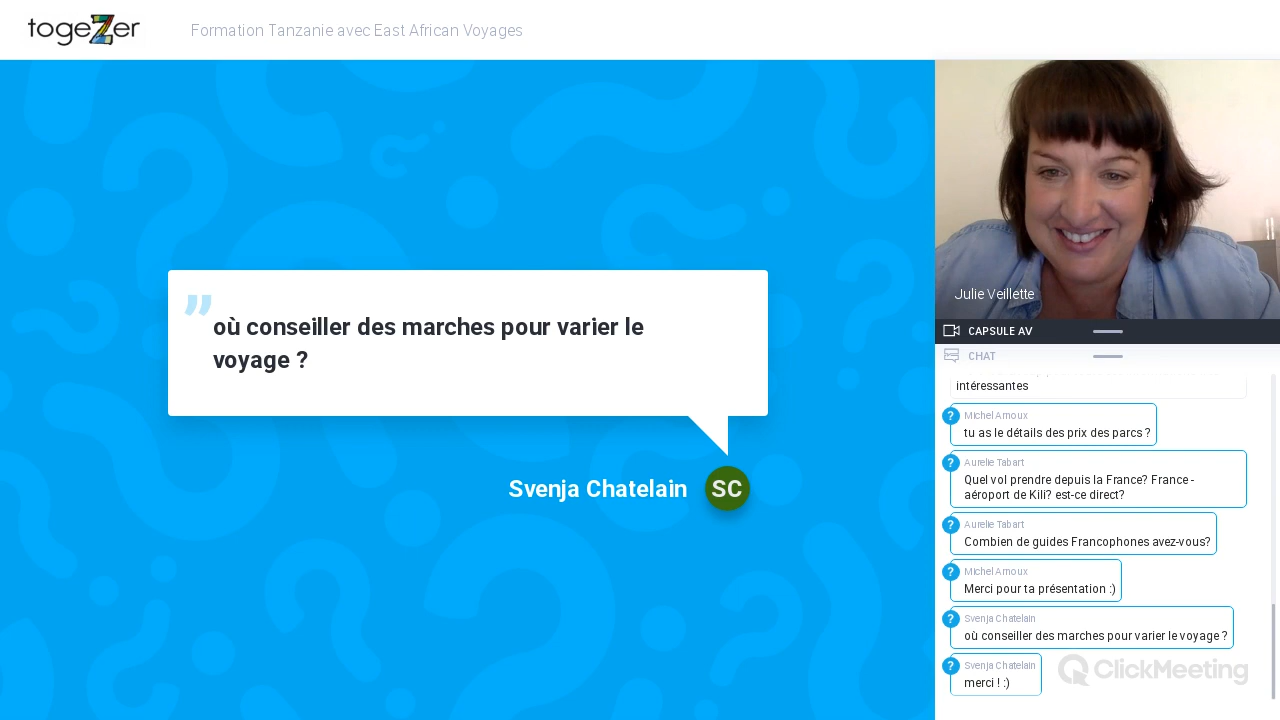 togeZer
Formation Tanzanie avec East African Voyages
où conseiller des marches pour varier le
voyage ?
Svenja Chatelain
SC
Julie Veillette
CAPSULE AV
CHAT
intéressantes
?
Michel Arnoux
tu as le détails des prix des parcs ?
?
Aurelie Tabart
Quel vol prendre depuis la France? France -
aéroport de Kili? est-ce direct?
?
Aurelie Tabart
Combien de guides Francophones avez-vous?
?
Michel Arnoux
Merci pour ta présentation :)
?
Svenja Chatelain
où conseiller des marches pour varier le voyage ?
?
Svenja Chatelain
merci ! :)
ClickMeeting